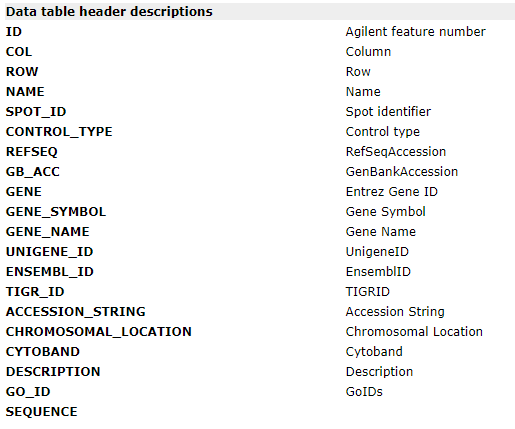 Data table header descriptions
ID Agilent feature number
COL Column
ROW Row
NAME Name
SPOT_ID Spot identifier
CONTROL_TYPE Control type
REFSEQ RefSeqAccession
GB_ACC GenBankAccession
GENE Entrez Gene ID
GENE_SYMBOL Gene Symbol
GENE_NAME Gene Name
UNIGENE_ID UnigeneID
ENSEMBL_ID EnsemblID
TIGR_ID TIGRID
ACCESSION_STRING Accession String
CHROMOSOMAL_LOCATION Chromosomal Location
CYTOBAND Cytoband
DESCRIPTION Description
GO_ID GoIDs
SEQUENCE